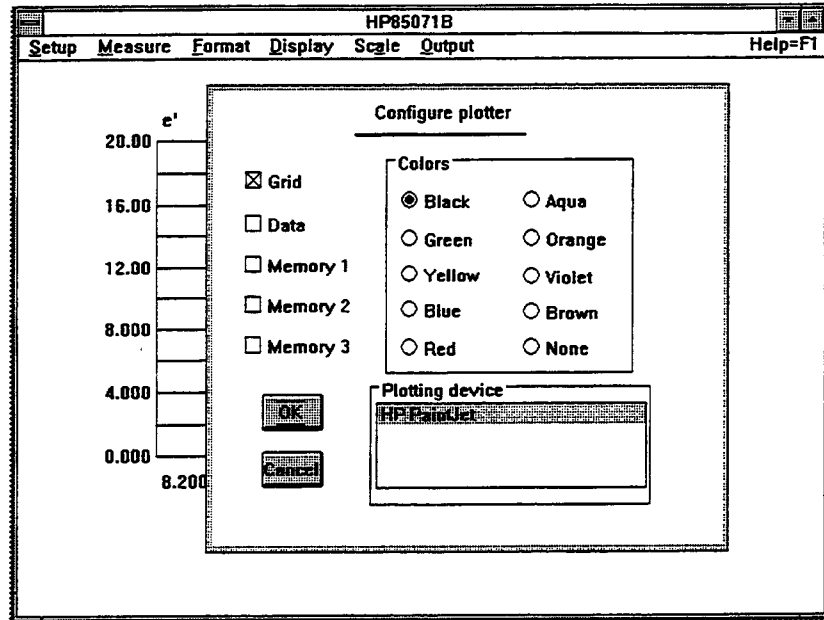 HP85071B
Setup Measure Format Display Scale Output Help=F1
Configure plotter
e'
20.00
16.00
12.00
8.000
4.000
0.000
8.200
Grid
Data
Memory 1
Memory 2
Memory 3
Colors
Black
Aqua
Green
Orange
Yellow
Violet
Blue
Brown
Red
None
Plotting device
HP PaintJet
OK
Cancel